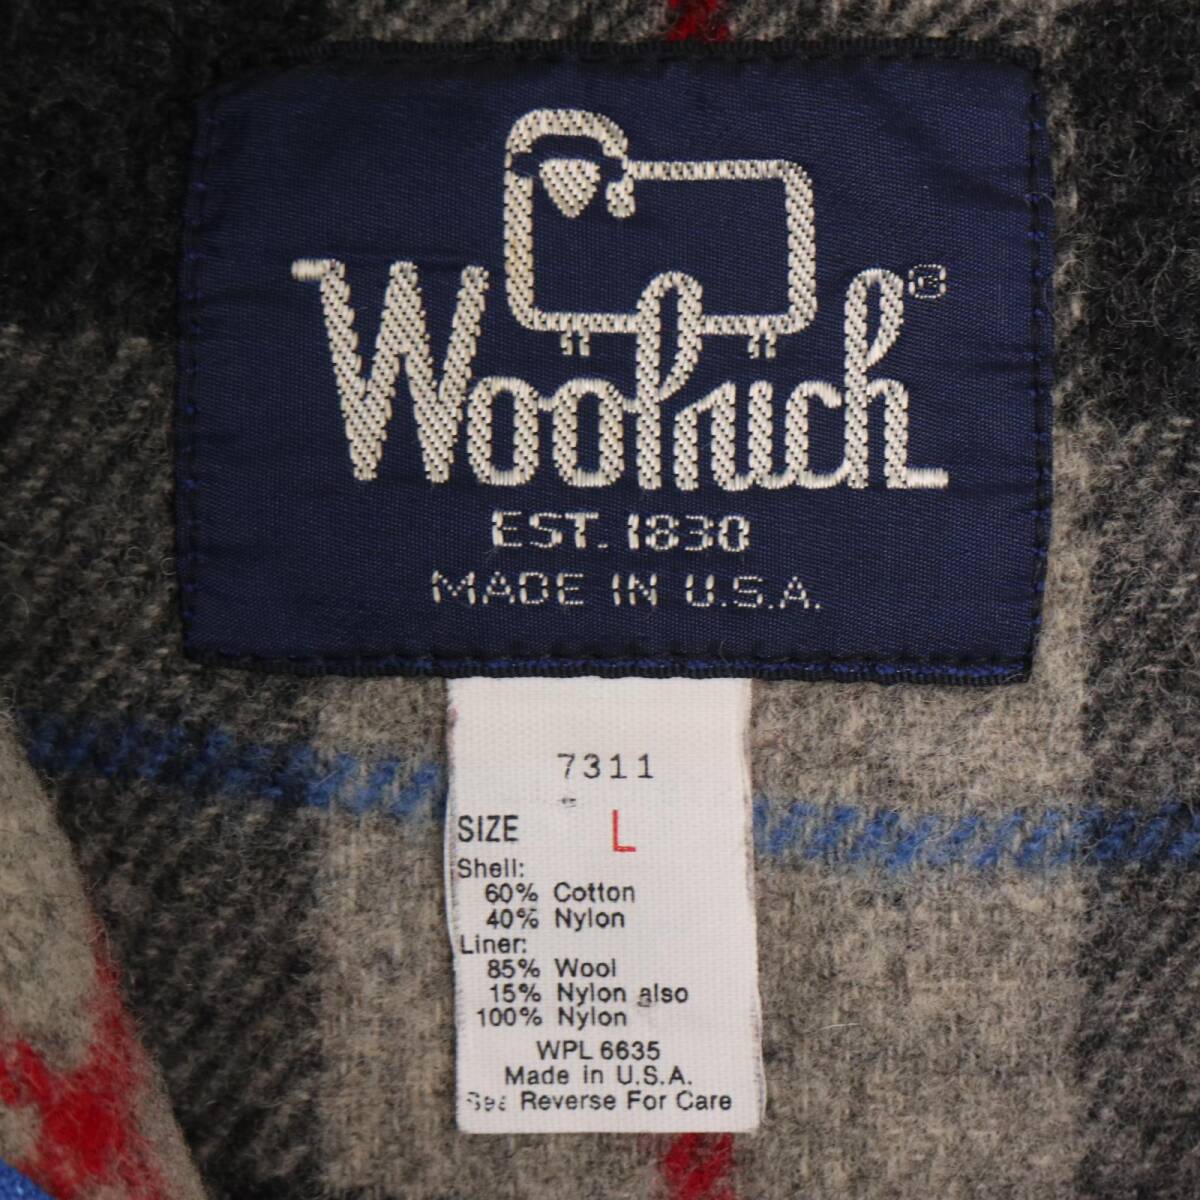 Woolrich®
EST. 1830
MADE IN U.S.A.
7311
SIZE L
Shell:
60% Cotton
40% Nylon
Liner:
85% Wool
15% Nylon also
100% Nylon
WPL 6635
Made in U.S.A.
See Reverse For Care